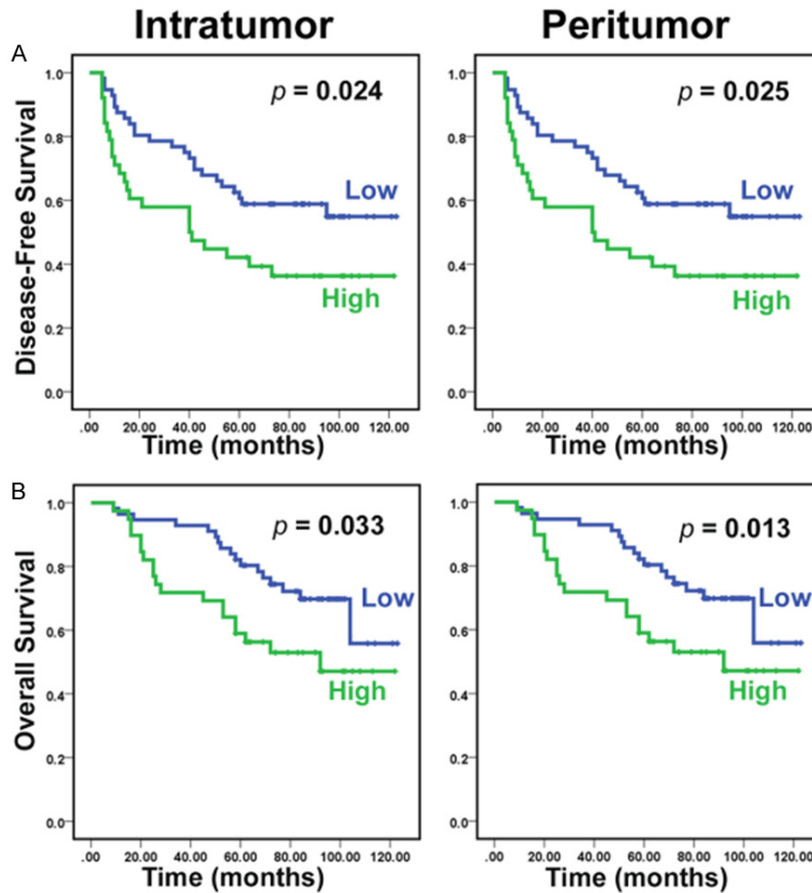 Intratumor Peritumor
A
Disease-Free Survival
1.0
0.8
0.6
0.4
0.2
0.0
p = 0.024
Low
High
.00 20.00 40.00 60.00 80.00 100.00 120.00
Time (months)
1.0
0.8
0.6
0.4
0.2
0.0
p = 0.025
Low
High
.00 20.00 40.00 60.00 80.00 100.00 120.00
Time (months)
B
Overall Survival
1.0
0.8
0.6
0.4
0.2
0.0
p = 0.033
Low
High
.00 20.00 40.00 60.00 80.00 100.00 120.00
Time (months)
1.0
0.8
0.6
0.4
0.2
0.0
p = 0.013
Low
High
.00 20.00 40.00 60.00 80.00 100.00 120.00
Time (months)